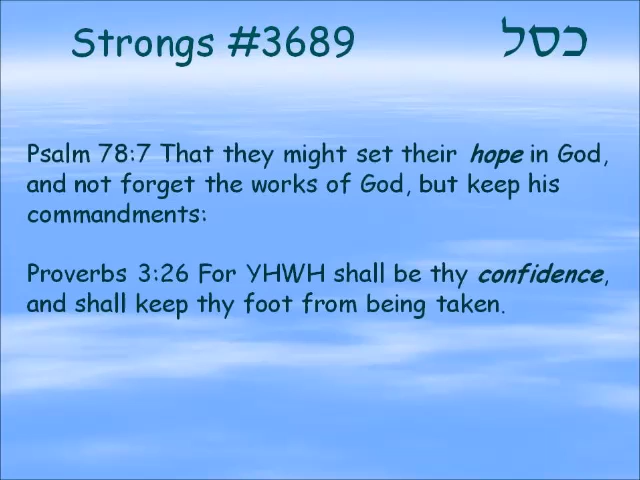 Strongs #3689 כסל
Psalm 78:7 That they might set their hope in God,
and not forget the works of God, but keep his
commandments:
Proverbs 3:26 For YHWH shall be thy confidence,
and shall keep thy foot from being taken.